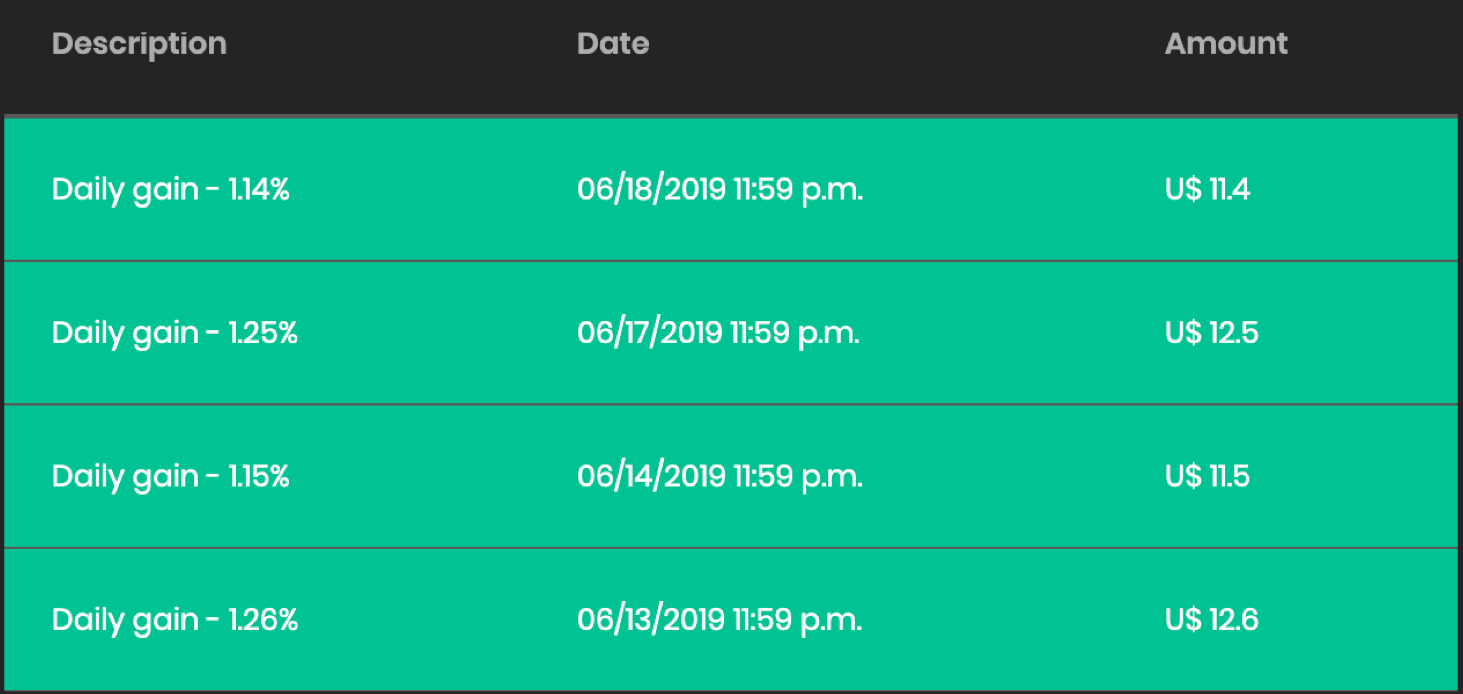 Description Date Amount
Daily gain - 1.14% 06/18/2019 11:59 p.m. U$ 11.4
Daily gain - 1.25% 06/17/2019 11:59 p.m. U$ 12.5
Daily gain - 1.15% 06/14/2019 11:59 p.m. U$ 11.5
Daily gain - 1.26% 06/13/2019 11:59 p.m. U$ 12.6